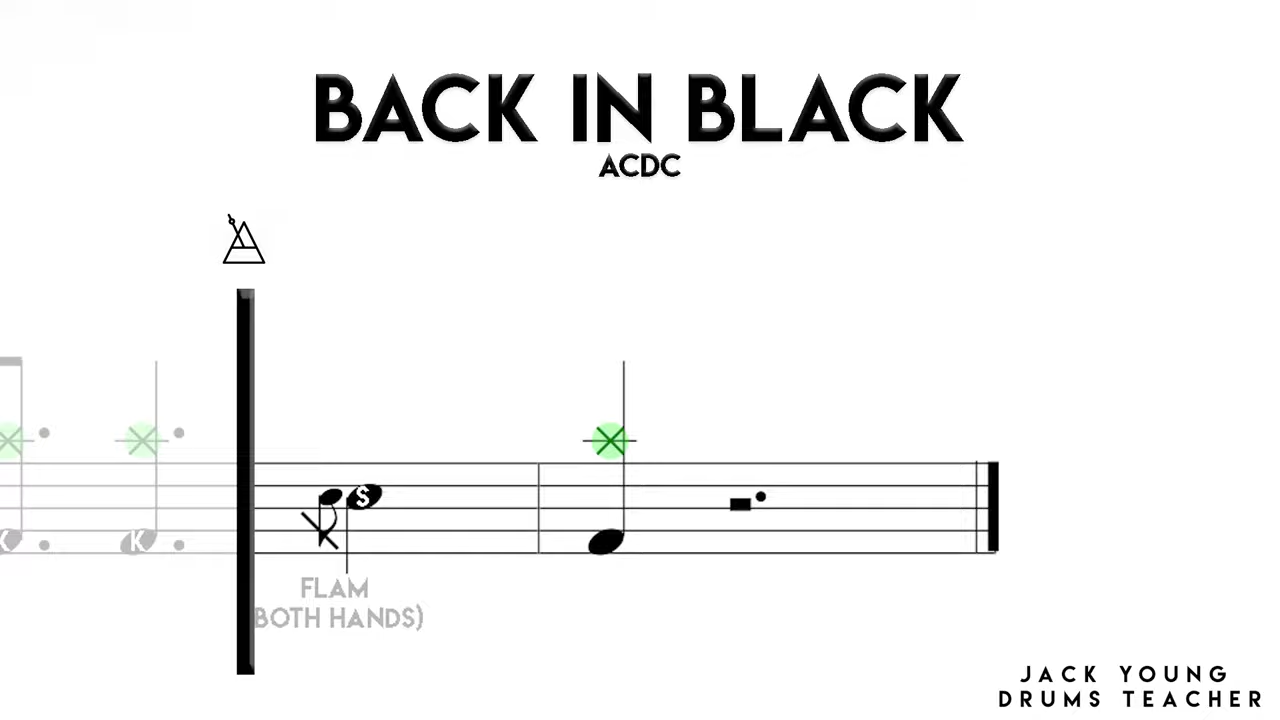 BACK IN BLACK
ACDC
K K S
FLAM
BOTH HANDS)
JACK YOUNG
DRUMS TEACHER